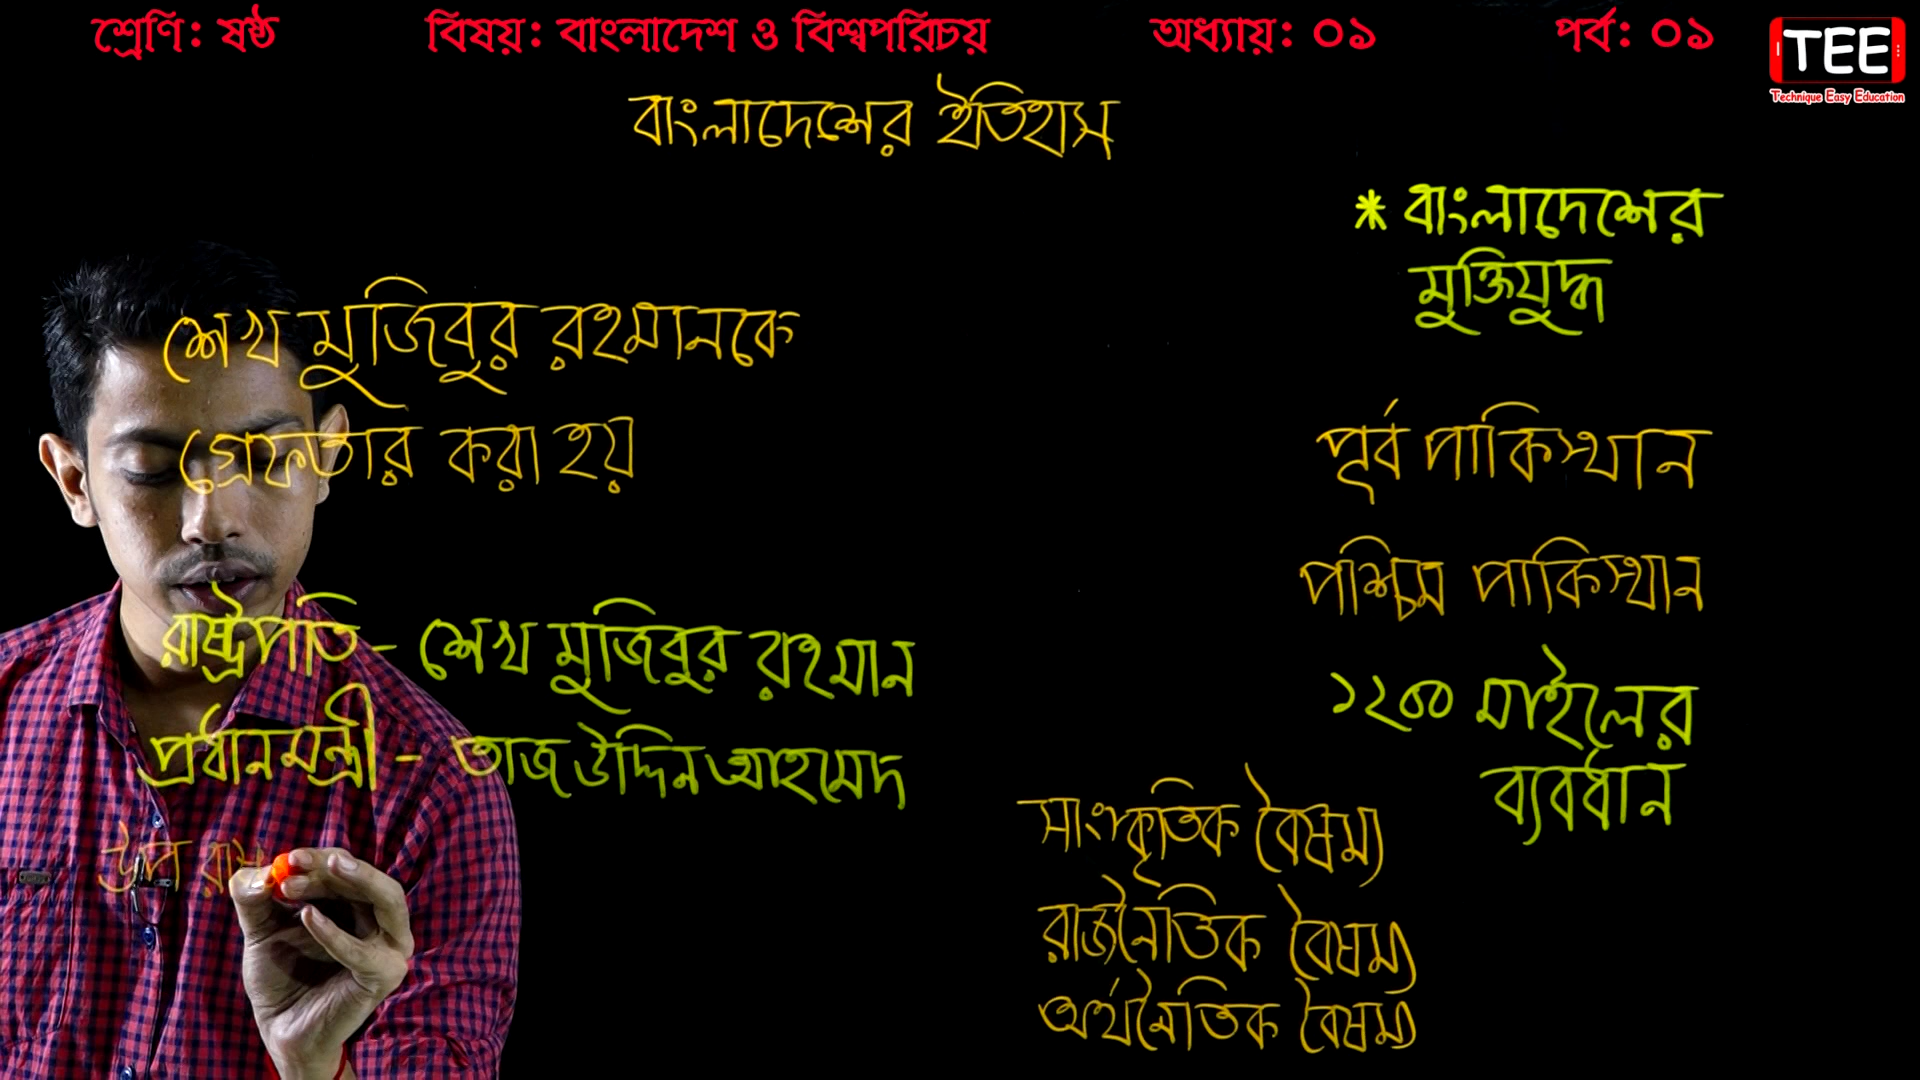 শ্রেণি: ষষ্ঠ বিষয়: বাংলাদেশ ও বিশ্বপরিচয় অধ্যায়: ০১ পর্ব: ০১
TEE
Technique Easy Education
বাংলাদেশের ইতিহাস
* বাংলাদেশের
মুক্তিযুদ্ধ
শেখ মুজিবুর রহমানকে
গ্রেফতার করা হয়
পূর্ব পাকিস্থান
পশ্চিম পাকিস্থান
রাষ্ট্রপতি - শেখ মুজিবুর রহমান
প্রধানমন্ত্রী - তাজউদ্দিন আহমেদ
১২০০ মাইলের
ব্যবধান
সাংস্কৃতিক বৈষম্য
রাজনৈতিক বৈষম্য
অর্থনৈতিক বৈষম্য
উপ